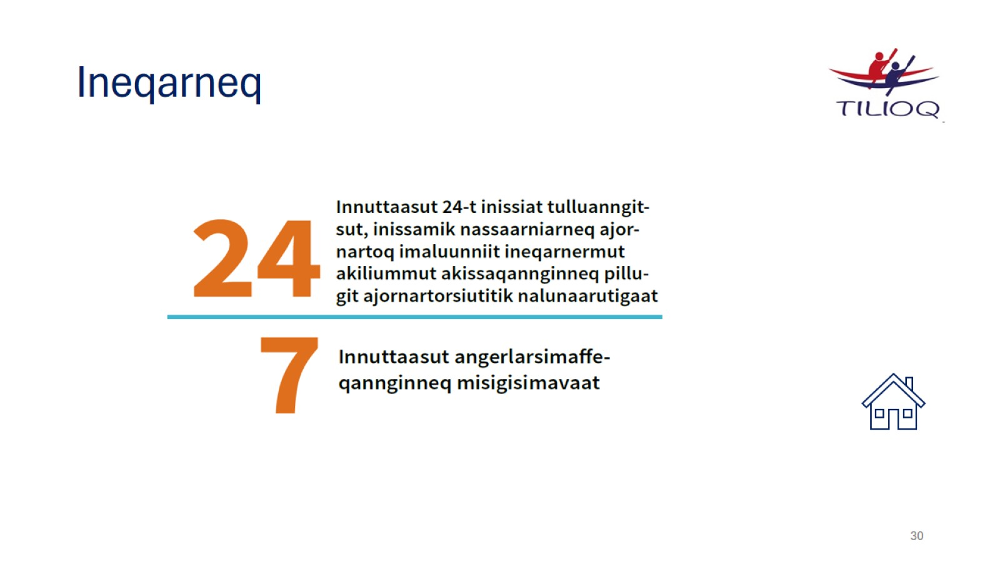 Ineqarneq
TILIOQ
24
Innuttaasut 24-t inissiat tulluanngit-
sut, inissamik nassaarniarneq ajor-
nartoq imaluunniit ineqarnermut
akiliummut akissaqannginneq pillu-
git ajornartorsiutitik nalunaarutigaat
7
Innuttaasut angerlarsimaffe-
qannginneq misigisimavaat
30